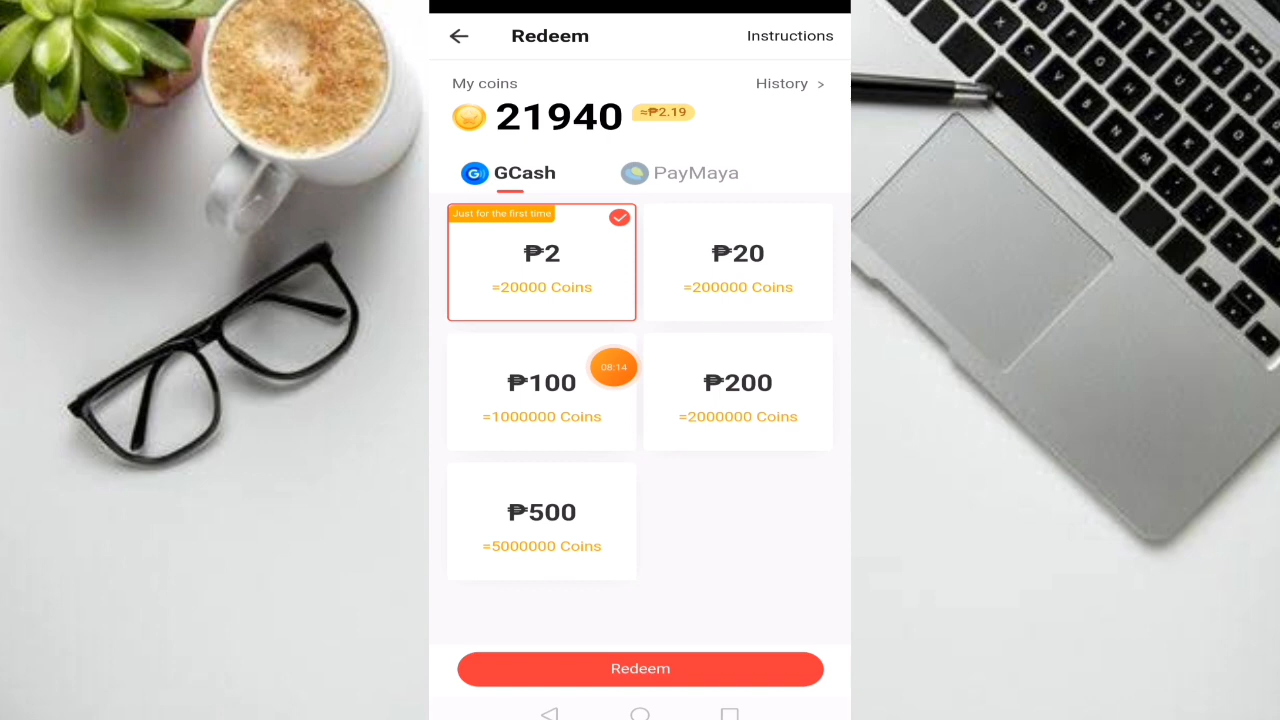 Redeem
Instructions
My coins
History >
21940
≈₱2.19
GCash
PayMaya
Just for the first time
₱2
=20000 Coins
₱20
=200000 Coins
₱100
=1000000 Coins
08:14
₱200
=2000000 Coins
₱500
=5000000 Coins
Redeem
X
C
V
B
N
M
R
T
Y
U
I
D
F
G
H
J
K
L